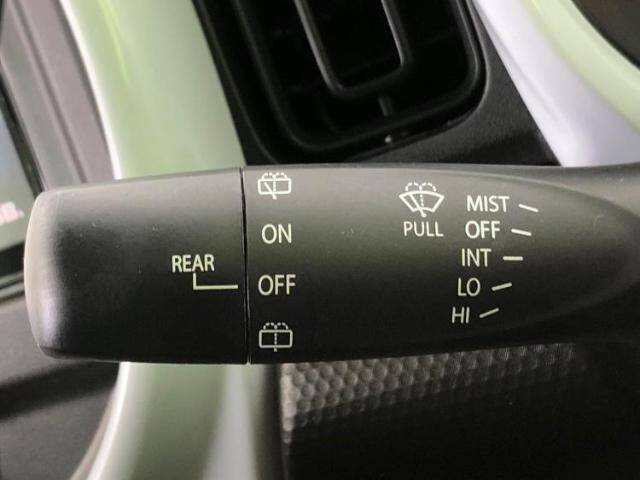 REAR
ON
OFF
PULL
MIST
OFF
INT
LO
HI